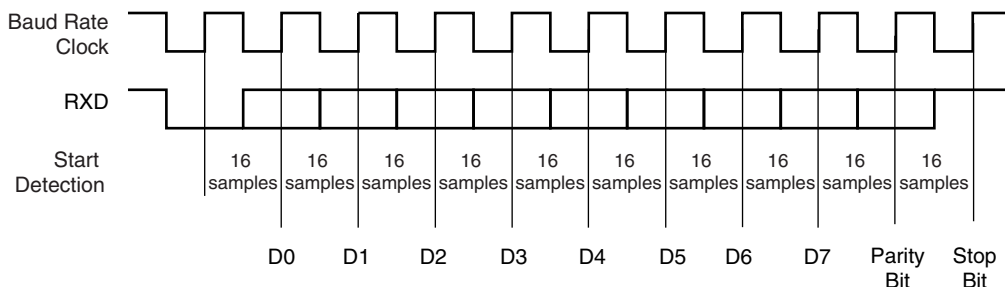 Baud Rate
Clock
RXD
Start
Detection
16 16 16 16 16 16 16 16 16 16
samples samples samples samples samples samples samples samples samples samples
D0 D1 D2 D3 D4 D5 D6 D7 Parity Stop
Bit Bit